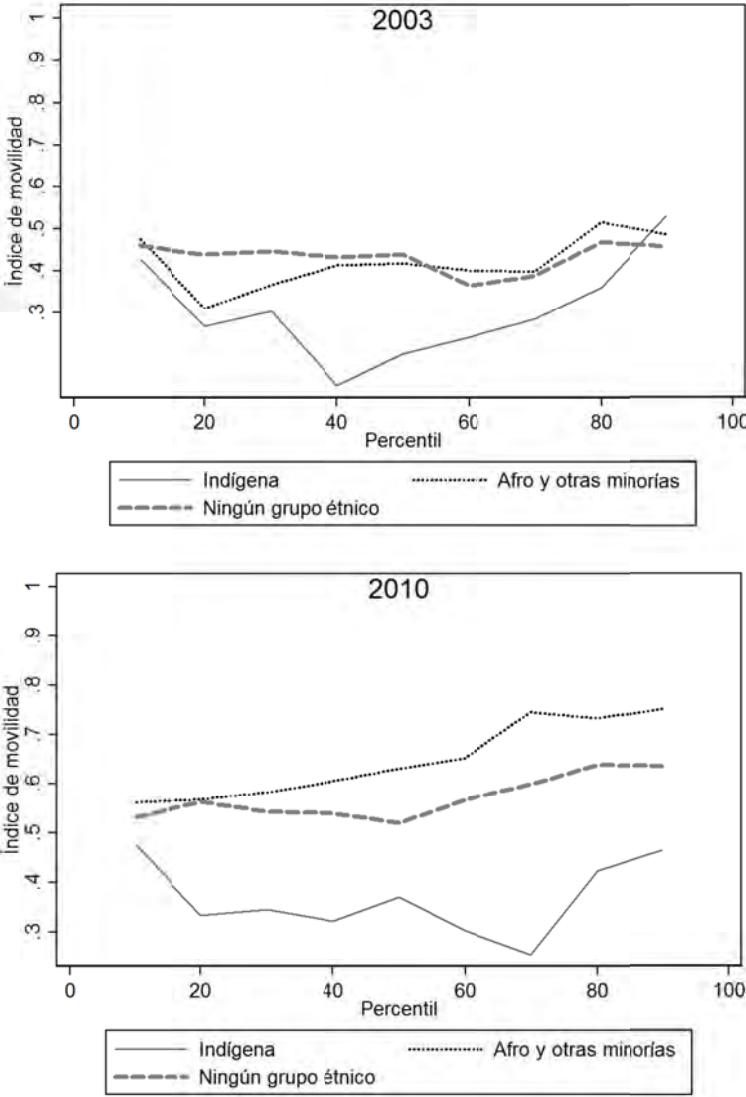 2003
Índice de movilidad
1
.9
.8
.7
.6
.5
.4
.3
0 20 40 60 80 100
Percentil
Indígena Afro y otras minorías
Ningún grupo étnico
2010
Índice de movilidad
1
.9
.8
.7
.6
.5
.4
.3
0 20 40 60 80 100
Percentil
Indígena Afro y otras minorías
Ningún grupo étnico